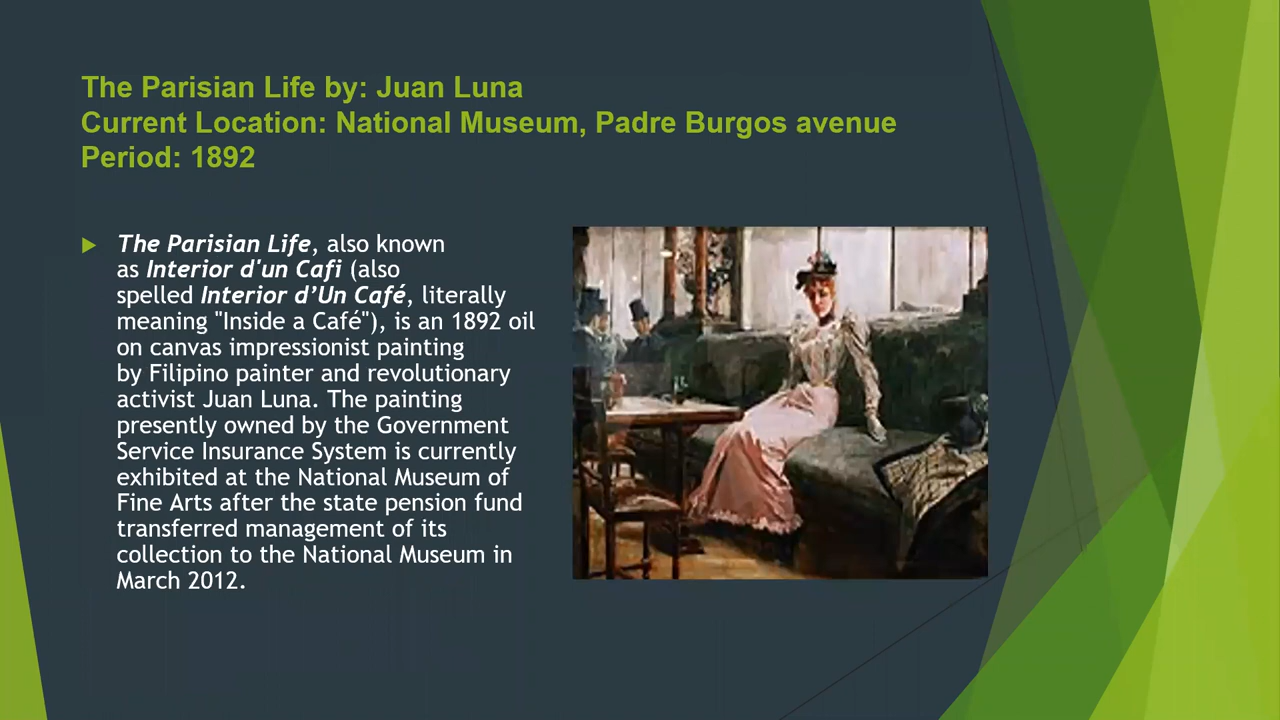 The Parisian Life by: Juan Luna
Current Location: National Museum, Padre Burgos avenue
Period: 1892
The Parisian Life, also known
as Interior d'un Cafi (also
spelled Interior d’Un Café, literally
meaning "Inside a Café"), is an 1892 oil
on canvas impressionist painting
by Filipino painter and revolutionary
activist Juan Luna. The painting
presently owned by the Government
Service Insurance System is currently
exhibited at the National Museum of
Fine Arts after the state pension fund
transferred management of its
collection to the National Museum in
March 2012.